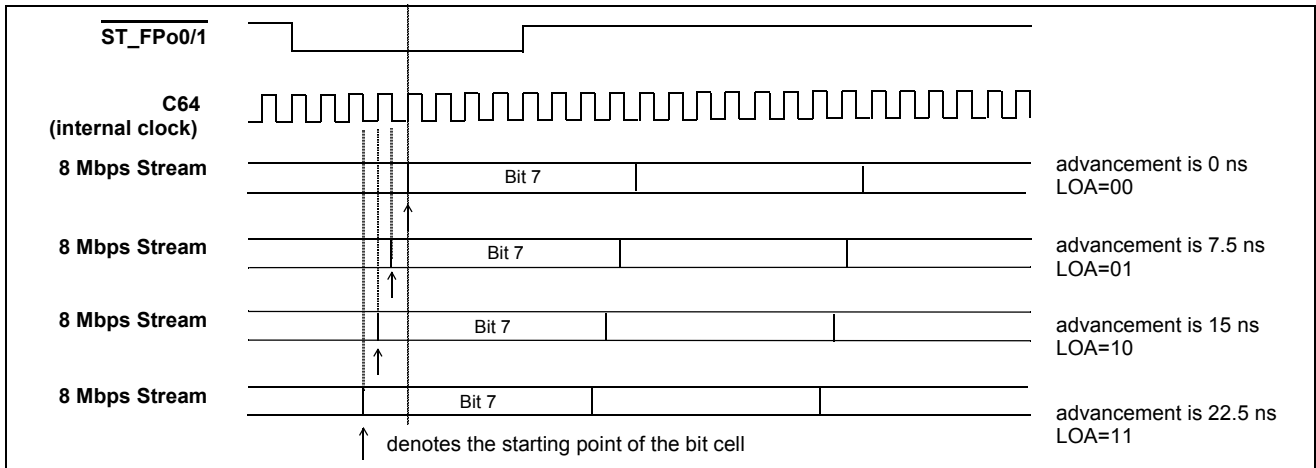 ST_FPo0/1
C64
(internal clock)
8 Mbps Stream
Bit 7
advancement is 0 ns
LOA=00
8 Mbps Stream
Bit 7
advancement is 7.5 ns
LOA=01
8 Mbps Stream
Bit 7
advancement is 15 ns
LOA=10
8 Mbps Stream
Bit 7
advancement is 22.5 ns
LOA=11
denotes the starting point of the bit cell